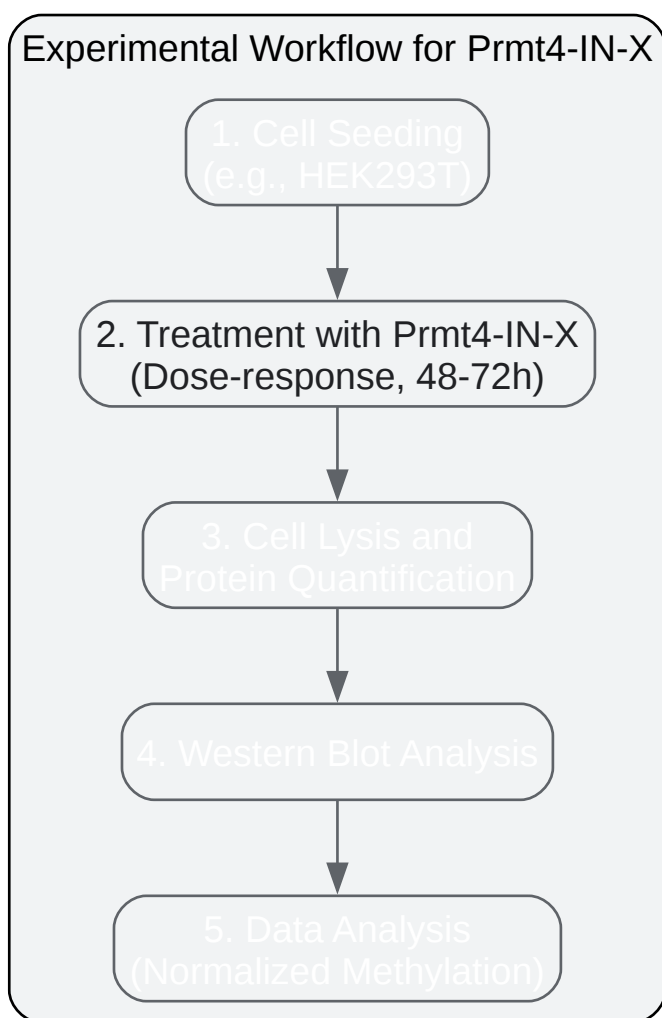 Experimental Workflow for Prmt4-IN-X
1. Cell Seeding
(e.g., HEK293T)
2. Treatment with Prmt4-IN-X
(Dose-response, 48-72h)
3. Cell Lysis and
Protein Quantification
4. Western Blot Analysis
5. Data Analysis
(Normalized Methylation)